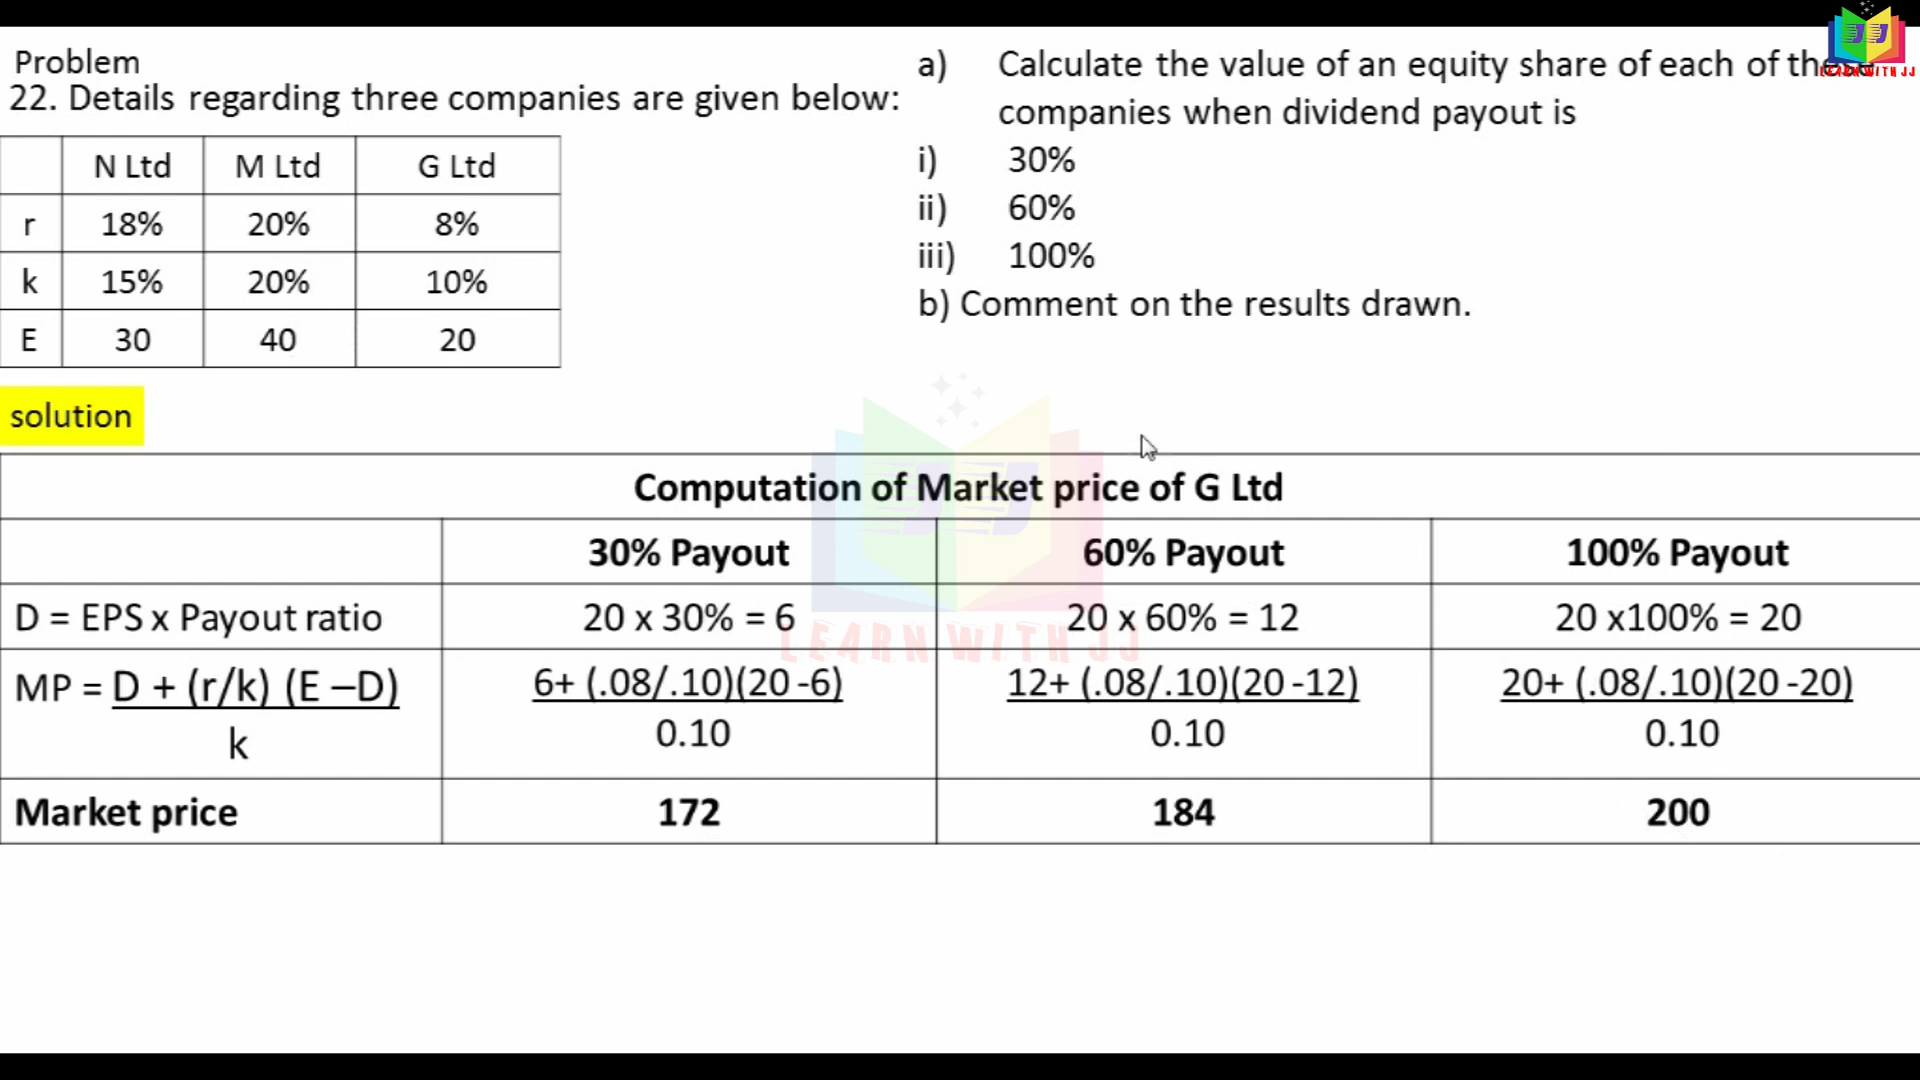 Problem
22. Details regarding three companies are given below:
N Ltd M Ltd G Ltd
r 18% 20% 8%
k 15% 20% 10%
E 30 40 20
a) Calculate the value of an equity share of each of these
companies when dividend payout is
i) 30%
ii) 60%
iii) 100%
b) Comment on the results drawn.
LEARN WITH JJ
solution
Computation of Market price of G Ltd
30% Payout 60% Payout 100% Payout
D = EPS x Payout ratio 20 x 30% = 6 20 x 60% = 12 20 x100% = 20
MP = D + (r/k) (E –D) 6+ (.08/.10)(20 -6) 12+ (.08/.10)(20 -12) 20+ (.08/.10)(20 -20)
k 0.10 0.10 0.10
Market price 172 184 200
JJ
LEARN WITH JJ